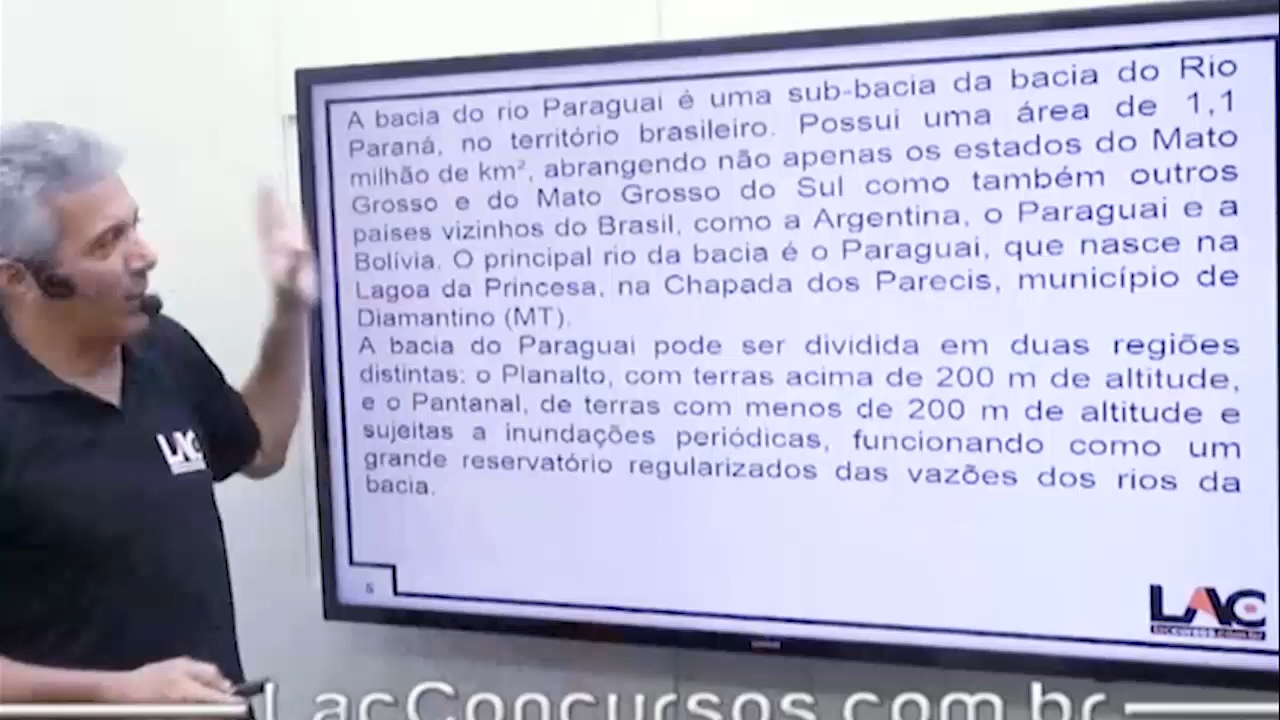 A bacia do rio Paraguai é uma sub-bacia da bacia do Rio
Paraná, no território brasileiro. Possui uma área de 1,1
milhão de km², abrangendo não apenas os estados do Mato
Grosso e do Mato Grosso do Sul como também outros
países vizinhos do Brasil, como a Argentina, o Paraguai e a
Bolívia. O principal rio da bacia é o Paraguai, que nasce na
Lagoa da Princesa, na Chapada dos Parecis, município de
Diamantino (MT).
A bacia do Paraguai pode ser dividida em duas regiões
distintas: o Planalto, com terras acima de 200 m de altitude,
e o Pantanal, de terras com menos de 200 m de altitude e
sujeitas a inundações periódicas, funcionando como um
grande reservatório regularizados das vazões dos rios da
bacia.
LAC
LAC
LacConcursos.com.br